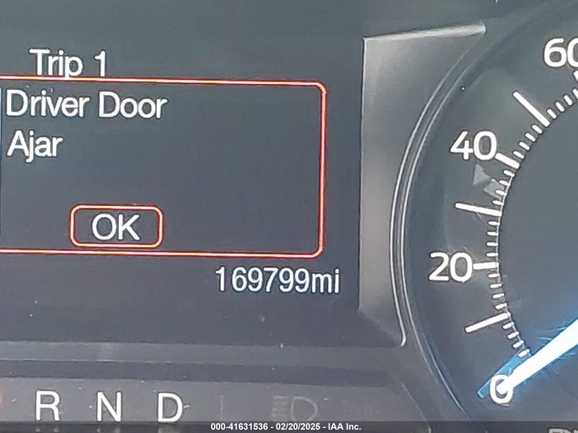 Trip 1
Driver Door
Ajar
OK
169799mi
60
40
20
0
R N D
000-41631536 - 02/20/2025 - IAA Inc.